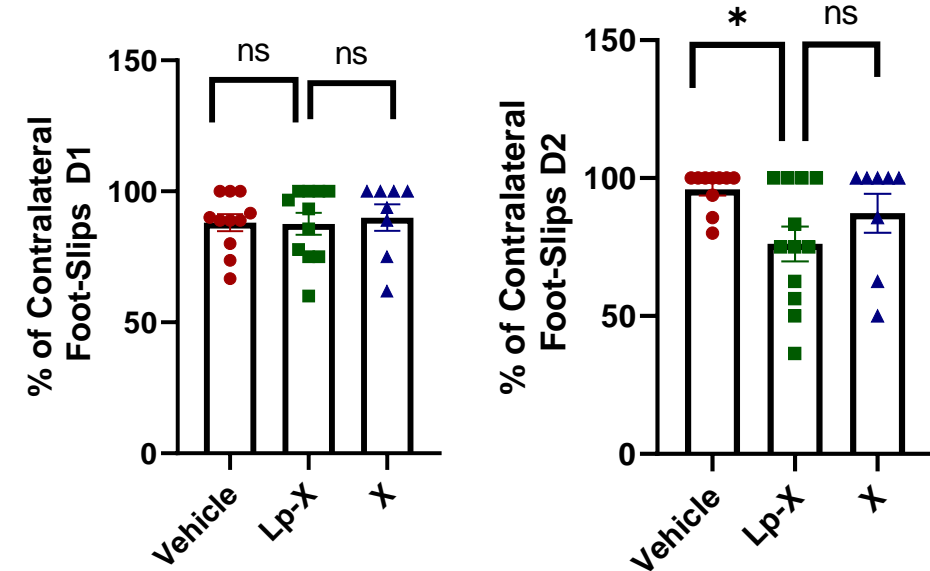 % of Contralateral
Foot-Slips D1
150
100
50
0
ns
ns
Vehicle
Lp-X
X
% of Contralateral
Foot-Slips D2
150
100
50
0
*
ns
Vehicle
Lp-X
X